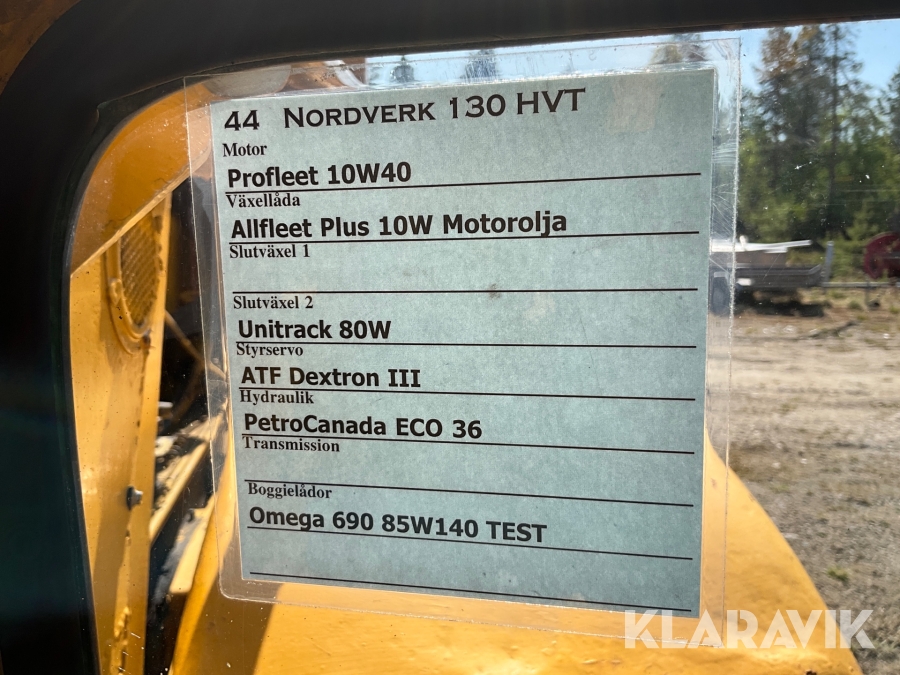 44 NORDVERK 130 HVT
Motor
Profleet 10W40
Växellåda
Allfleet Plus 10W Motorolja
Slutväxel 1
Slutväxel 2
Unitrack 80W
Styrservo
ATF Dextron III
Hydraulik
PetroCanada ECO 36
Transmission
Boggielådor
Omega 690 85W140 TEST
KLARAVIK